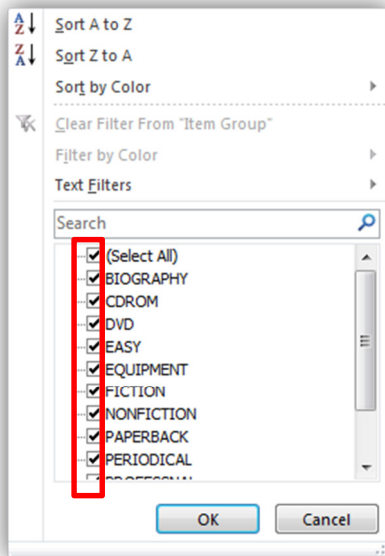 Sort A to Z
Sort Z to A
Sort by Color
Clear Filter From "Item Group"
Filter by Color
Text Filters
Search
(Select All)
BIOGRAPHY
CDROM
DVD
EASY
EQUIPMENT
FICTION
NONFICTION
PAPERBACK
PERIODICAL
OK Cancel